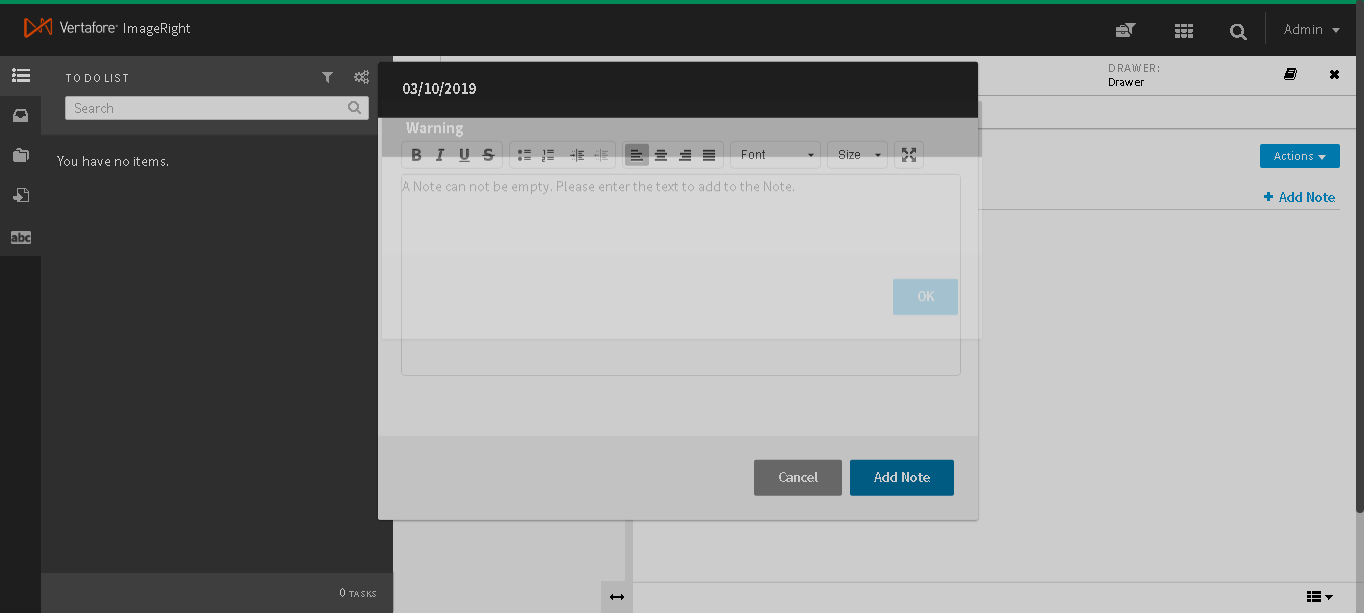 Vertafore ImageRight
Admin
TO DO LIST
Search
You have no items.
0 TASKS
abc
DRAWER:
Drawer
Actions
+ Add Note
03/10/2019
Warning
B I U S
Font
Size
A Note can not be empty. Please enter the text to add to the Note.
OK
Cancel
Add Note